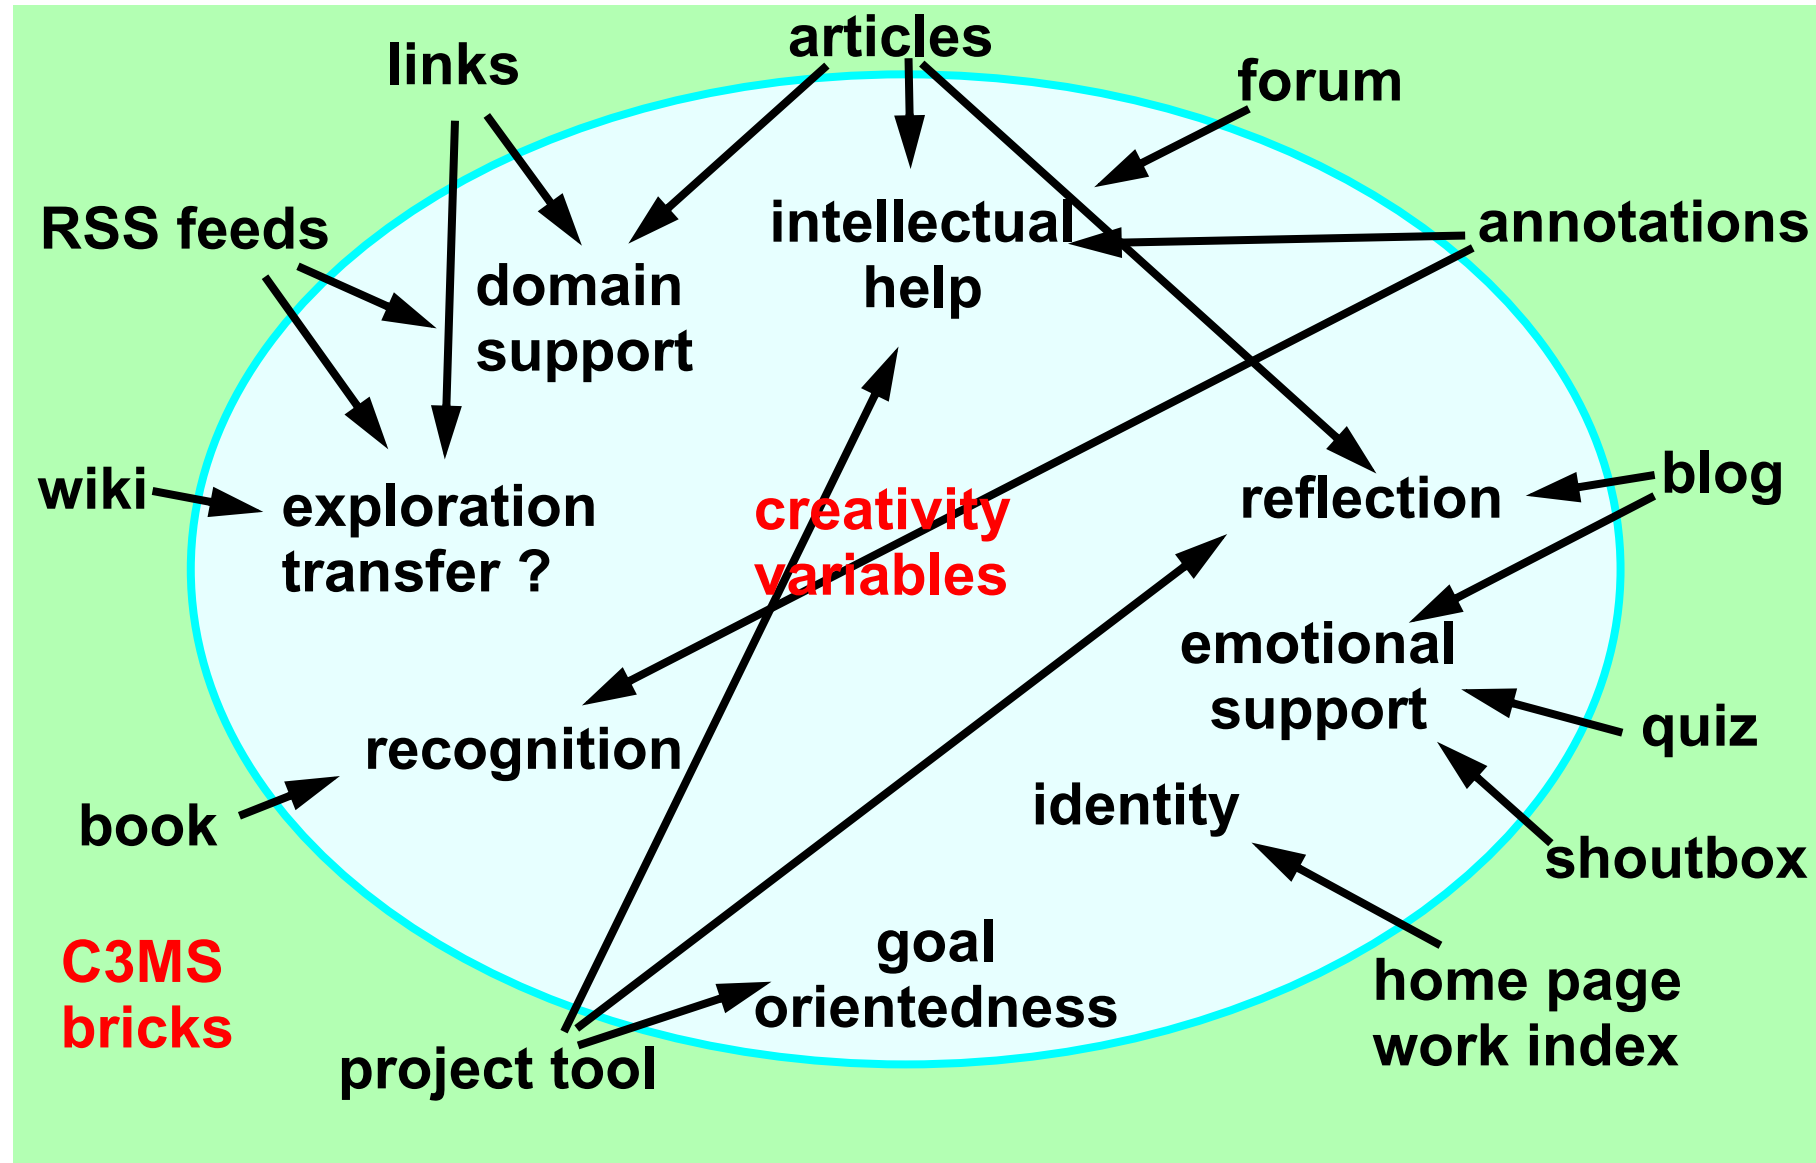 articles
links
forum
RSS feeds
intellectual
help
annotations
domain
support
wiki
exploration
transfer ?
creativity
variables
reflection
blog
emotional
support
recognition
quiz
identity
book
shoutbox
C3MS
bricks
goal
orientedness
home page
work index
project tool